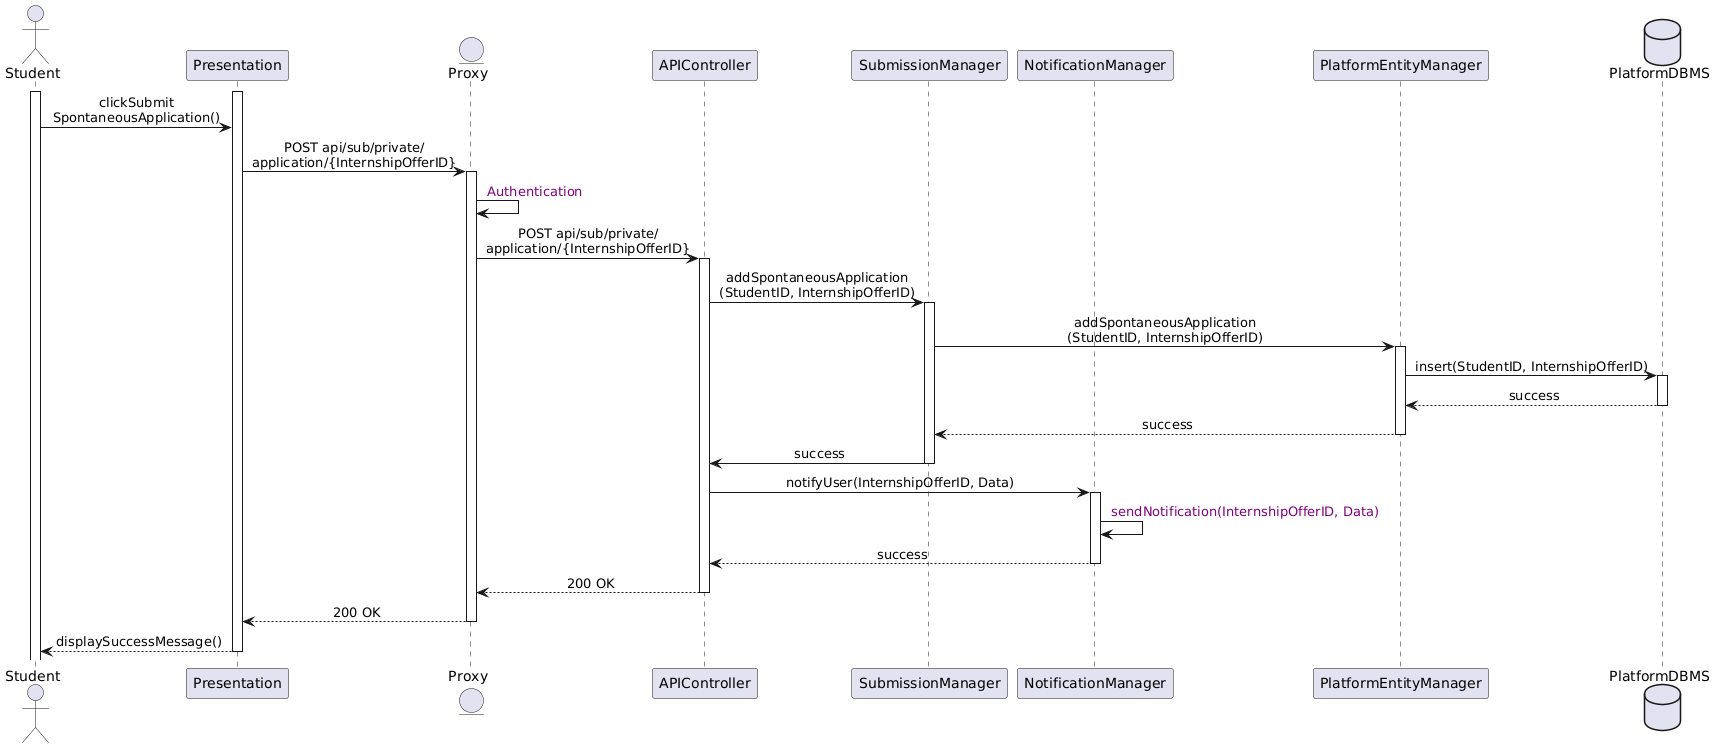 Student
Presentation
Proxy
APIController
SubmissionManager
NotificationManager
PlatformEntityManager
PlatformDBMS
clickSubmit
SpontaneousApplication()
POST api/sub/private/
application/{InternshipOfferID}
Authentication
POST api/sub/private/
application/{InternshipOfferID}
addSpontaneousApplication
(StudentID, InternshipOfferID)
addSpontaneousApplication
(StudentID, InternshipOfferID)
insert(StudentID, InternshipOfferID)
success
success
success
notifyUser(InternshipOfferID, Data)
sendNotification(InternshipOfferID, Data)
success
200 OK
200 OK
displaySuccessMessage()
Student
Presentation
Proxy
APIController
SubmissionManager
NotificationManager
PlatformEntityManager
PlatformDBMS